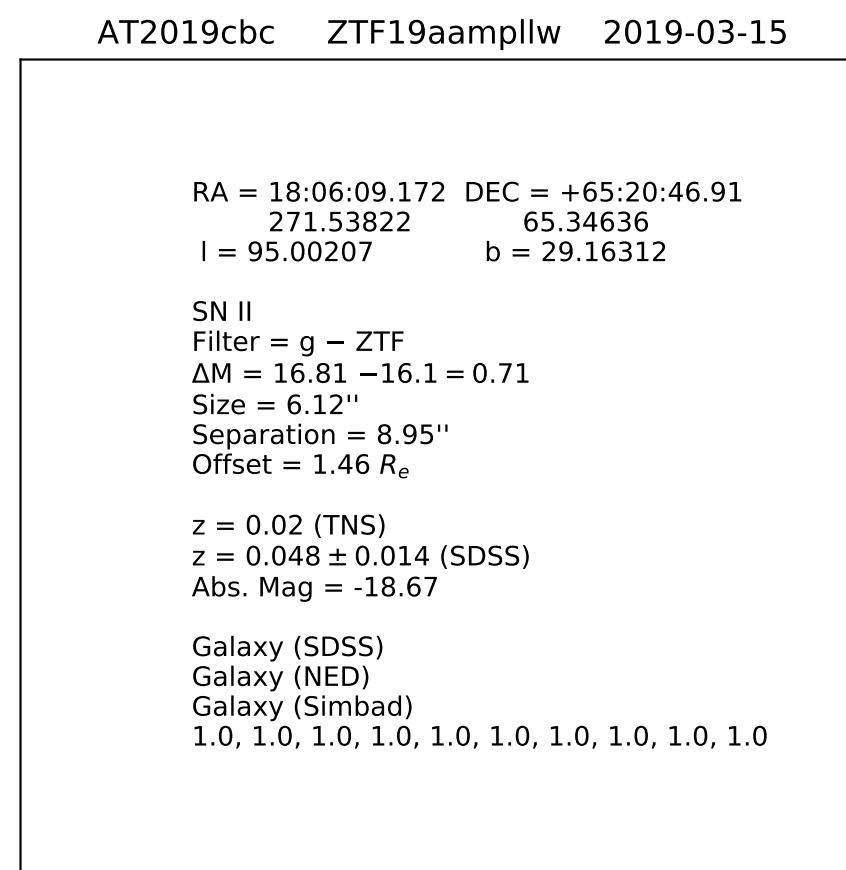 AT2019cbc ZTF19aampllw 2019-03-15
RA = 18:06:09.172 DEC = +65:20:46.91
271.53822 65.34636
l = 95.00207 b = 29.16312
SN II
Filter = g − ZTF
ΔM = 16.81 −16.1 = 0.71
Size = 6.12''
Separation = 8.95''
Offset = 1.46 Re
z = 0.02 (TNS)
z = 0.048 ± 0.014 (SDSS)
Abs. Mag = -18.67
Galaxy (SDSS)
Galaxy (NED)
Galaxy (Simbad)
1.0, 1.0, 1.0, 1.0, 1.0, 1.0, 1.0, 1.0, 1.0, 1.0